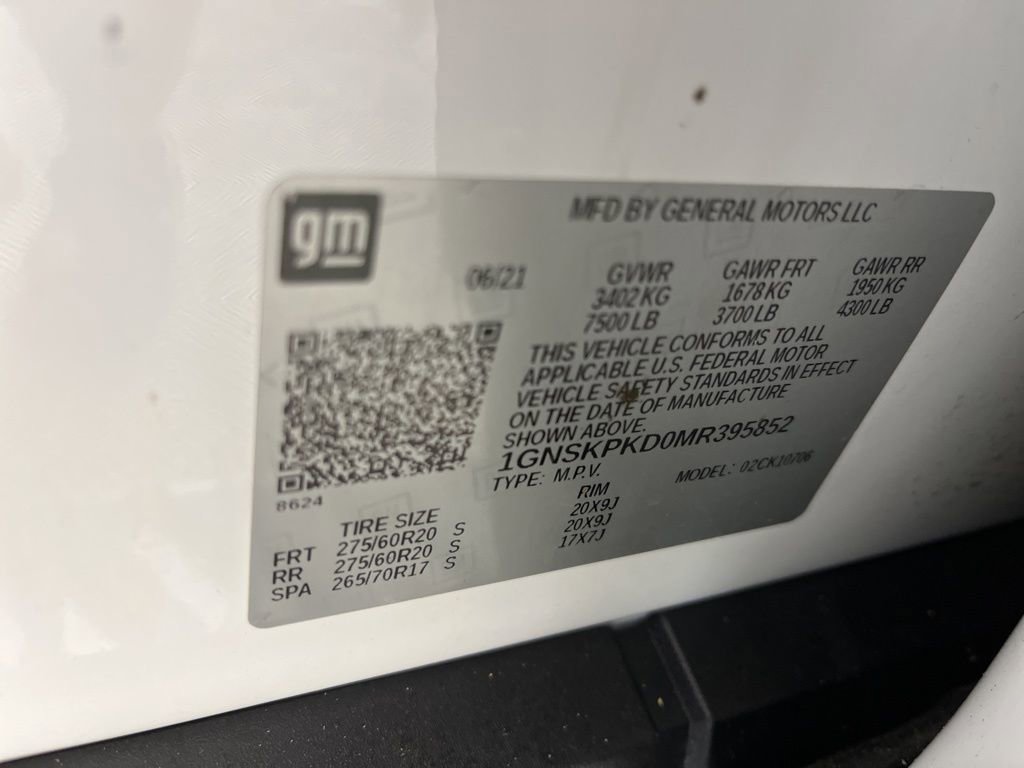 gm
MFD BY GENERAL MOTORS LLC
06/21 GVWR GAWR FRT GAWR RR
3402 KG 1678 KG 1950 KG
7500 LB 3700 LB 4300 LB
THIS VEHICLE CONFORMS TO ALL
APPLICABLE U.S. FEDERAL MOTOR
VEHICLE SAFETY STANDARDS IN EFFECT
ON THE DATE OF MANUFACTURE
SHOWN ABOVE.
1GNSKPKD0MR395852
TYPE: M.P.V. MODEL: 02CK10706
8624
TIRE SIZE RIM
FRT 275/60R20 S 20X9J
RR 275/60R20 S 20X9J
SPA 265/70R17 S 17X7J